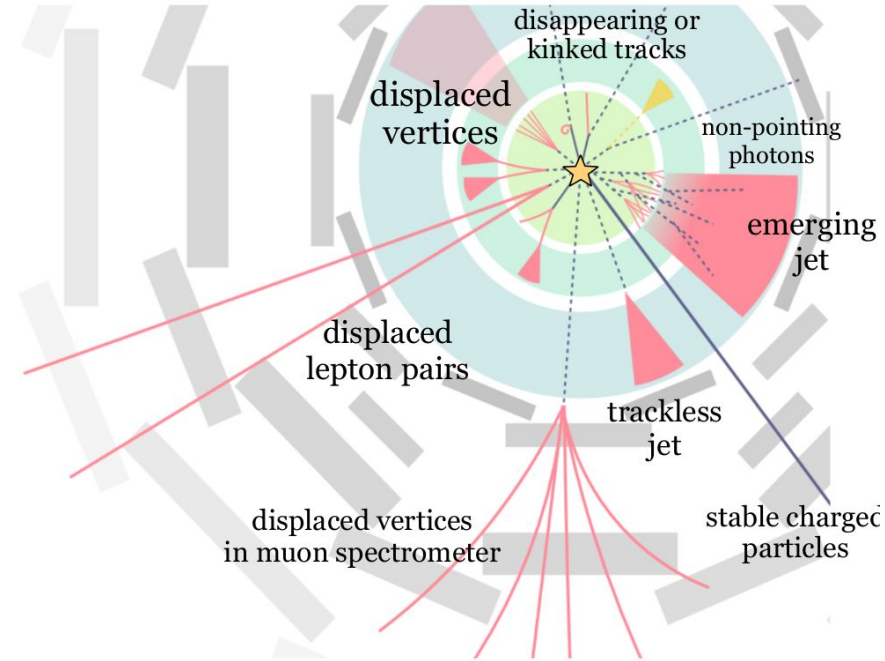 disappearing or
kinked tracks
displaced
vertices
non-pointing
photons
emerging
jet
displaced
lepton pairs
trackless
jet
displaced vertices
in muon spectrometer
stable charged
particles